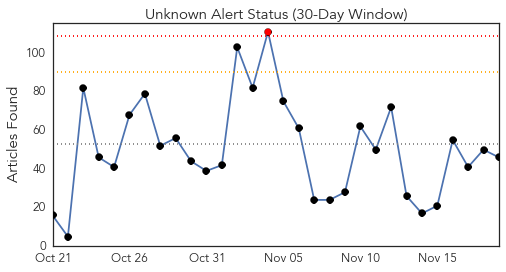 Unknown Alert Status (30-Day Window)
Articles Found
100
80
60
40
20
0
Oct 21 Oct 26 Oct 31 Nov 05 Nov 10 Nov 15